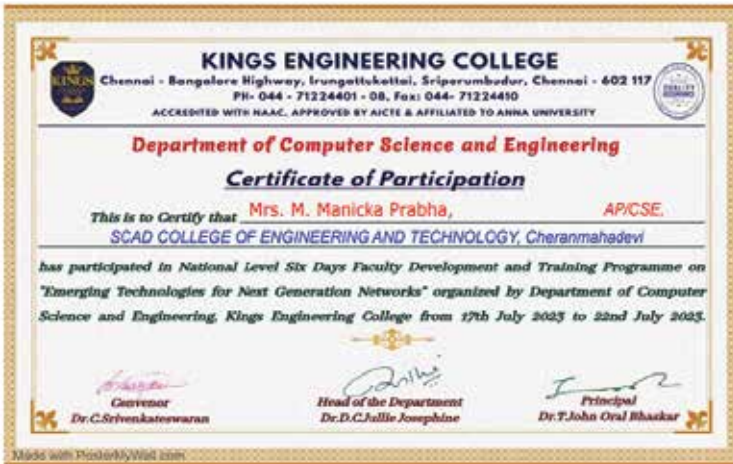 KINGS ENGINEERING COLLEGE
Chennai - Bangalore Highway, Irungattukottai, Sriperumbudur, Chennai - 602 117
PH- 044 - 71224401 - 08, Fax: 044- 71224410
ACCREDITED WITH NAAC, APPROVED BY AICTE & AFFILIATED TO ANNA UNIVERSITY
KINGS
Department of Computer Science and Engineering
Certificate of Participation
This is to Certify that Mrs. M. Manicka Prabha, AP/CSE,
SCAD COLLEGE OF ENGINEERING AND TECHNOLOGY, Cheranmahadevi
has participated in National Level Six Days Faculty Development and Training Programme on
"Emerging Technologies for Next Generation Networks" organized by Department of Computer
Science and Engineering, Kings Engineering College from 17th July 2023 to 22nd July 2023.
Convenor Head of the Department Principal
Dr.C.Srivenkateswaran Dr.D.C.Jullie Josephine Dr.T.John Oral Bhaskar
Made with PosterMyWall.com